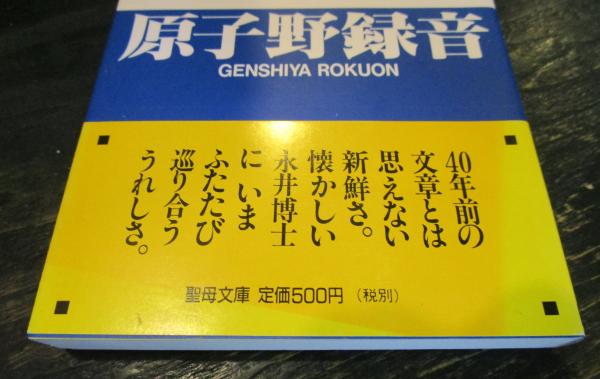 原子野録音
GENSHIYA ROKUON
40年前の
文章とは
思えない
新鮮さ。
懐かしい
永井博士
に いま
ふたたび
巡り合う
うれしさ。
聖母文庫 定価500円（税別）